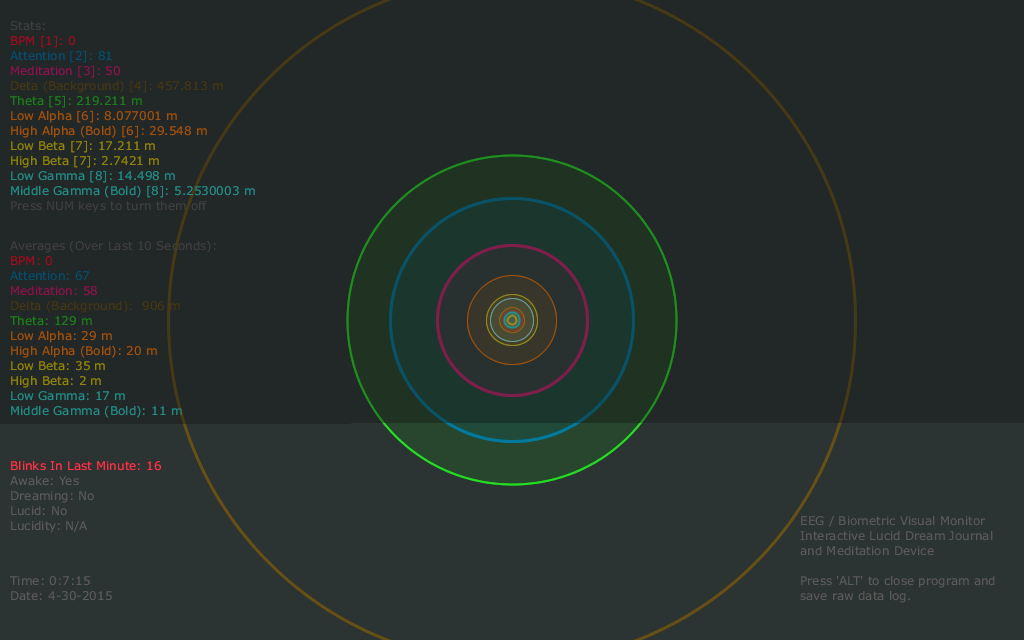 Stats:
BPM [1]: 0
Attention [2]: 81
Meditation [3]: 50
Deta (Background) [4]: 457.813 m
Theta [5]: 219.211 m
Low Alpha [6]: 8.077001 m
High Alpha (Bold) [6]: 29.548 m
Low Beta [7]: 17.211 m
High Beta [7]: 2.7421 m
Low Gamma [8]: 14.498 m
Middle Gamma (Bold) [8]: 5.2530003 m
Press NUM keys to turn them off
Averages (Over Last 10 Seconds):
BPM: 0
Attention: 67
Meditation: 58
Delta (Background): 906 m
Theta: 129 m
Low Alpha: 29 m
High Alpha (Bold): 20 m
Low Beta: 35 m
High Beta: 2 m
Low Gamma: 17 m
Middle Gamma (Bold): 11 m
Blinks In Last Minute: 16
Awake: Yes
Dreaming: No
Lucid: No
Lucidity: N/A
Time: 0:7:15
Date: 4-30-2015
EEG / Biometric Visual Monitor
Interactive Lucid Dream Journal
and Meditation Device
Press 'ALT' to close program and
save raw data log.